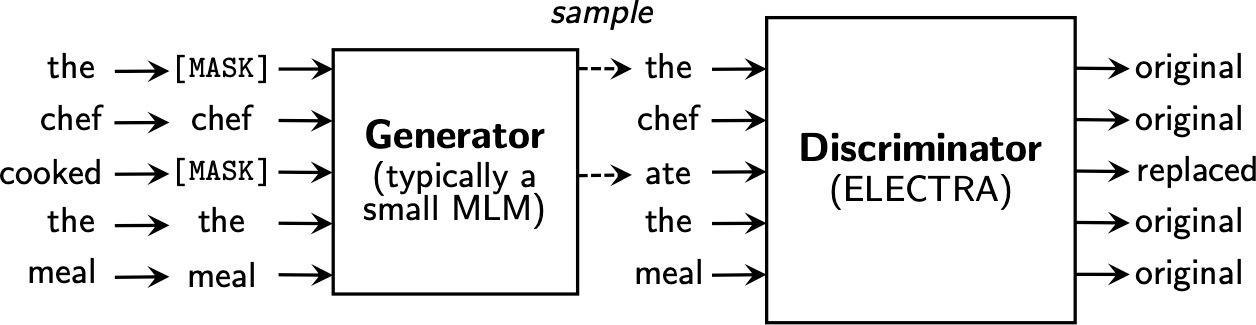 sample
the [MASK] the original
chef chef chef original
cooked [MASK] ate replaced
the the the original
meal meal meal original
Generator
(typically a
small MLM)
Discriminator
(ELECTRA)